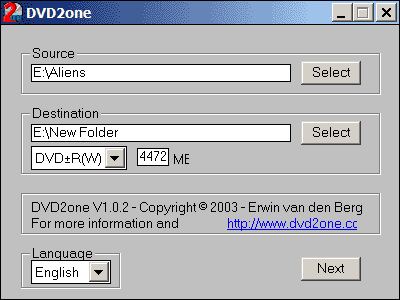 DVD2one
Source
E:\Aliens
Select
Destination
E:\New Folder
Select
DVD±R(W)
4472 ME
DVD2one V1.0.2 - Copyright © 2003 - Erwin van den Berg
For more information and http://www.dvd2one.cc
Language
English
Next